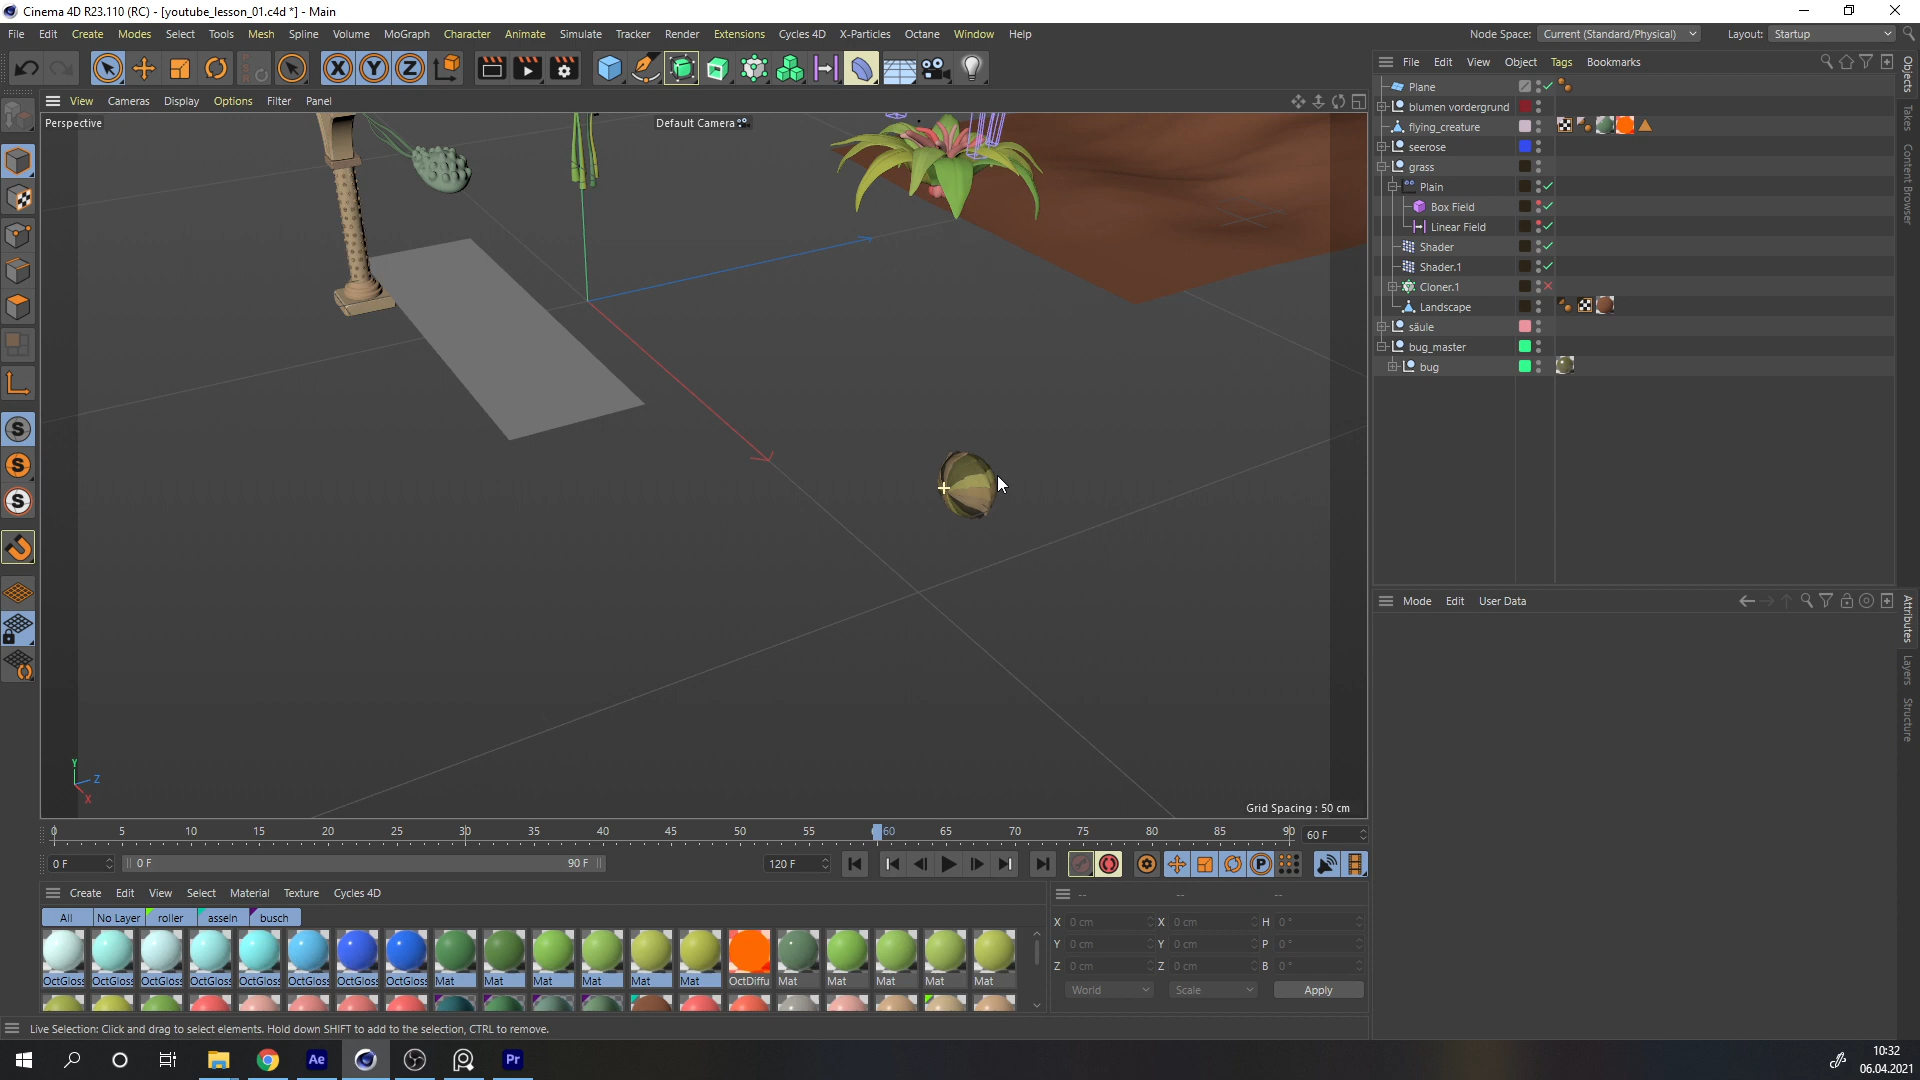 Cinema 4D R23.110 (RC) - [youtube_lesson_01.c4d *] - Main
File Edit Create Modes Select Tools Mesh Spline Volume MoGraph Character Animate Simulate Tracker Render Extensions Cycles 4D X-Particles Octane Window Help
Node Space: Current (Standard/Physical) Layout: Startup
View Cameras Display Options Filter Panel
File Edit View Object Tags Bookmarks
Perspective
Default Camera
Plane
blumen vordergrund
flying_creature
seerose
grass
Plain
Box Field
Linear Field
Shader
Shader.1
Cloner.1
Landscape
säule
bug_master
bug
Objects
Takes
Content Browser
Mode Edit User Data
Attributes
Layers
Structure
Y
Z
X
Grid Spacing : 50 cm
0 5 10 15 20 25 30 35 40 45 50 55 60 65 70 75 80 85 90 60 F
0 F 0 F 90 F 120 F
Create Edit View Select Material Texture Cycles 4D
All No Layer roller asseln busch
OctGloss OctGloss OctGloss OctGloss OctGloss OctGloss OctGloss OctGloss Mat Mat Mat Mat Mat Mat OctDiffu Mat Mat Mat Mat Mat
-- -- --
X 0 cm X 0 cm H 0 °
Y 0 cm Y 0 cm P 0 °
Z 0 cm Z 0 cm B 0 °
World Scale Apply
Live Selection: Click and drag to select elements. Hold down SHIFT to add to the selection, CTRL to remove.
Ae
Pr
10:32
06.04.2021